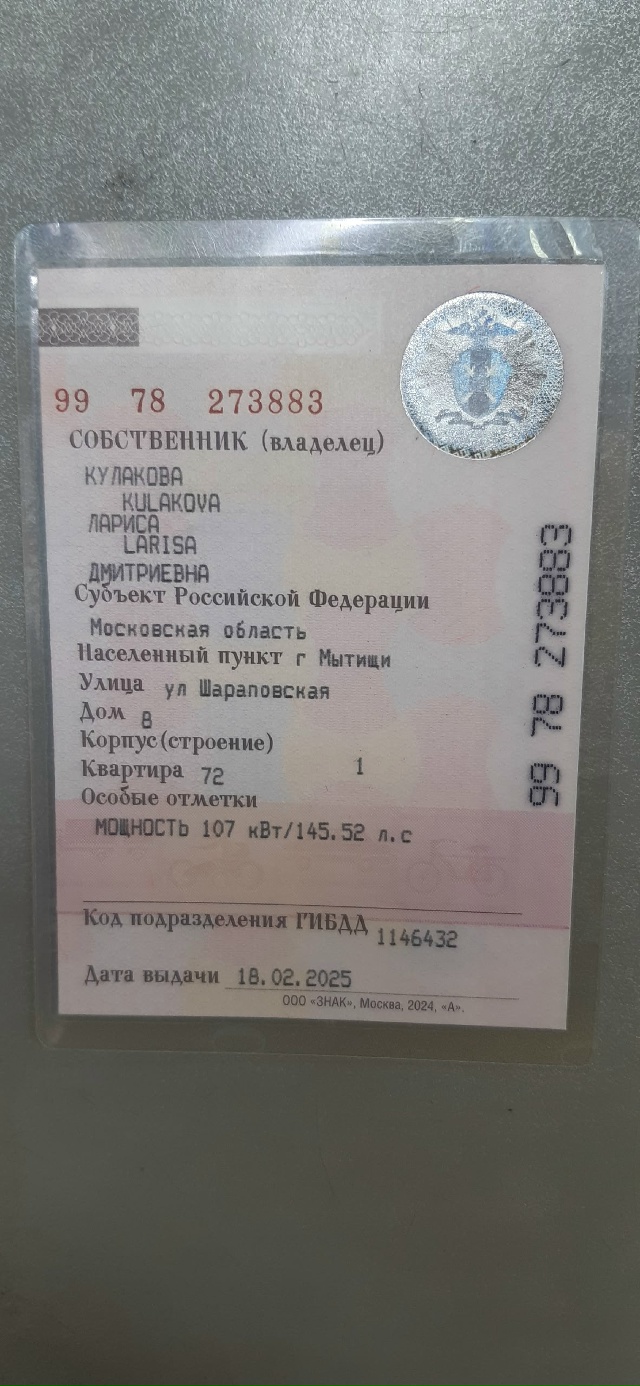 99 78 273883
СОБСТВЕННИК (владелец)
КУЛАКОВА
KULAKOVA
ЛАРИСА
LARISA
ДМИТРИЕВНА
Субъект Российской Федерации
Московская область
Населенный пункт г Мытищи
Улица ул Шараповская
Дом 8
Корпус(строение)
1
Квартира 72
Особые отметки
МОЩНОСТЬ 107 кВт/145.52 л.с
Код подразделения ГИБДД 1146432
Дата выдачи 18.02.2025
ООО «ЗНАК», Москва, 2024, «А».
99 78 273883